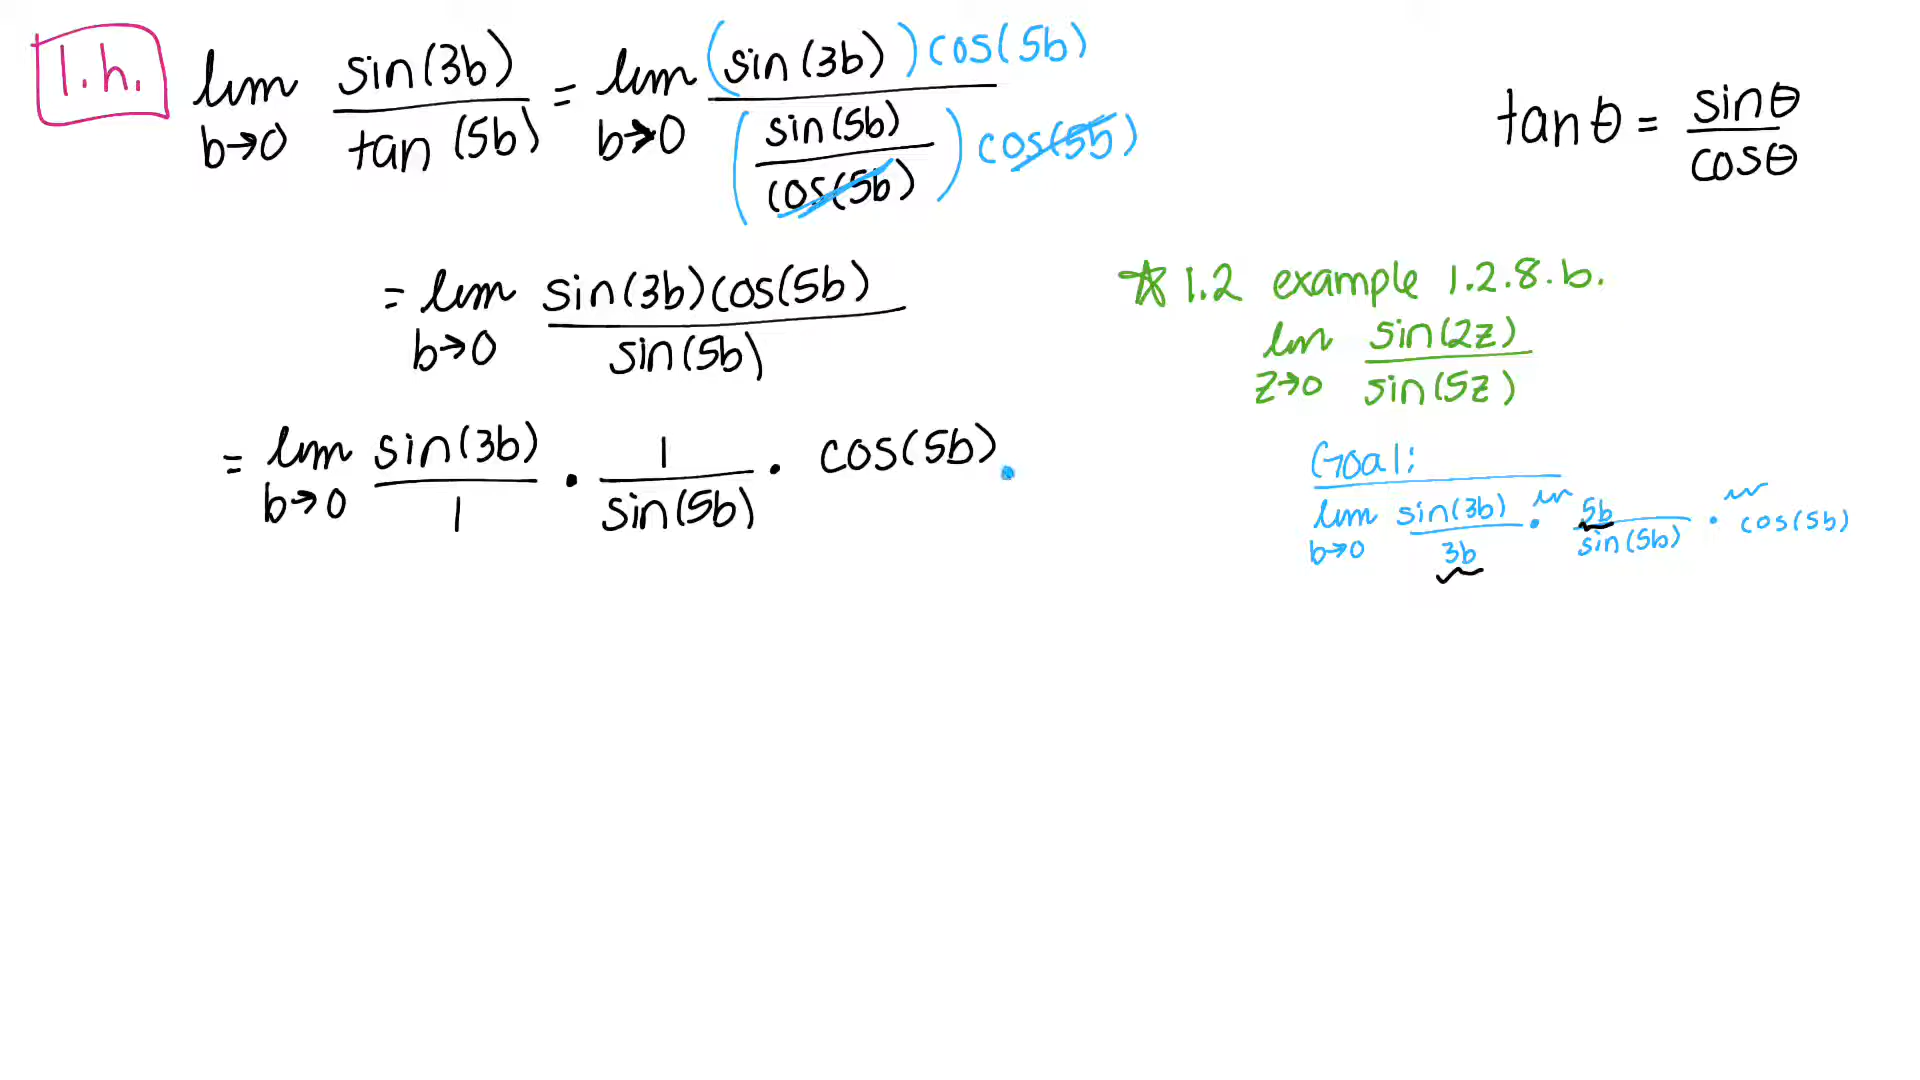 1.h. lim b→0 sin(3b)/tan(5b) = lim b→0 (sin(3b))cos(5b) / (sin(5b)/cos(5b))cos(5b)
tanθ = sinθ/cosθ
= lim b→0 sin(3b)cos(5b)/sin(5b)
☆ 1.2 example 1.2.8.b.
lim z→0 sin(2z)/sin(5z)
= lim b→0 sin(3b)/1 · 1/sin(5b) · cos(5b) ·
Goal:
lim b→0 sin(3b)/3b · 5b/sin(5b) · cos(5b)